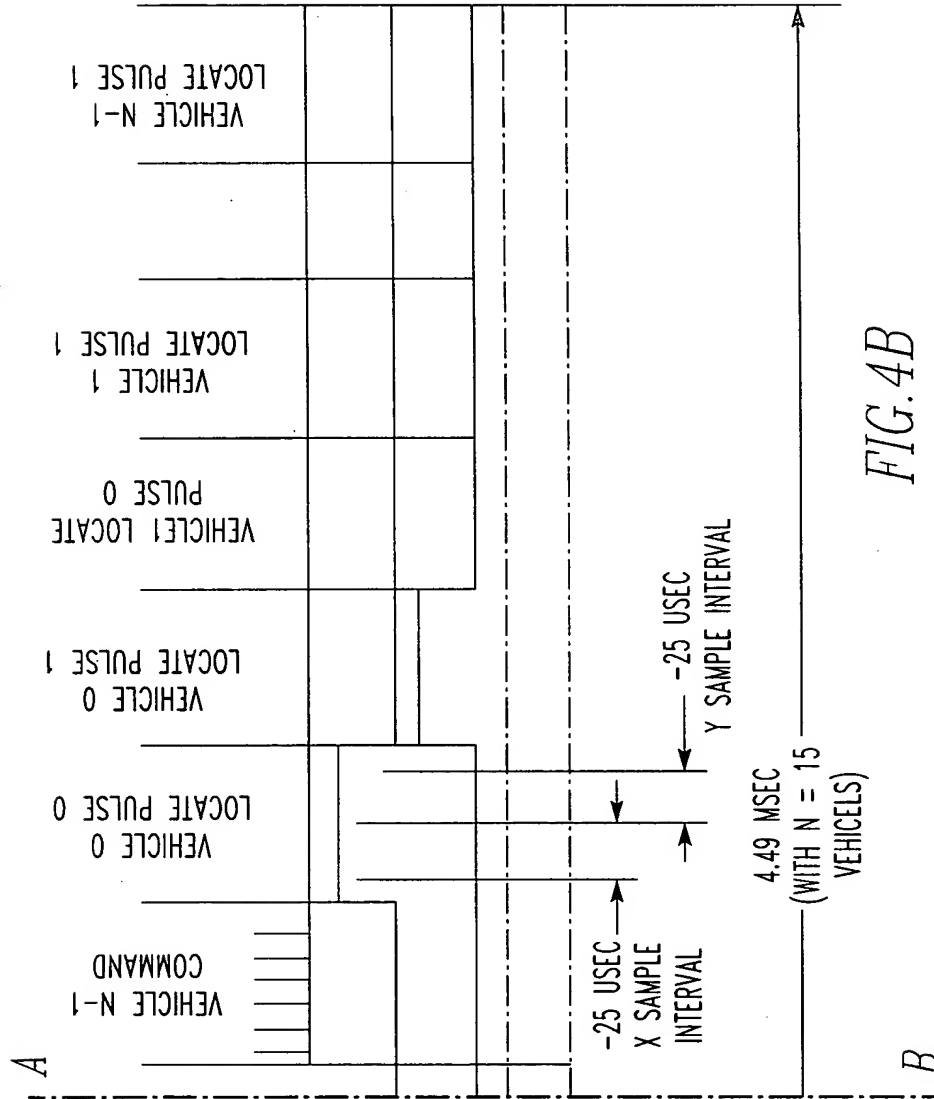 A
VEHICLE N-1
COMMAND
VEHICLE 0
LOCATE PULSE 0
VEHICLE 0
LOCATE PULSE 1
VEHICLE1 LOCATE
PULSE 0
VEHICLE 1
LOCATE PULSE 1
VEHICLE N-1
LOCATE PULSE 1
-25 USEC
X SAMPLE
INTERVAL
-25 USEC
Y SAMPLE INTERVAL
4.49 MSEC
(WITH N = 15
VEHICELS)
B
FIG. 4B